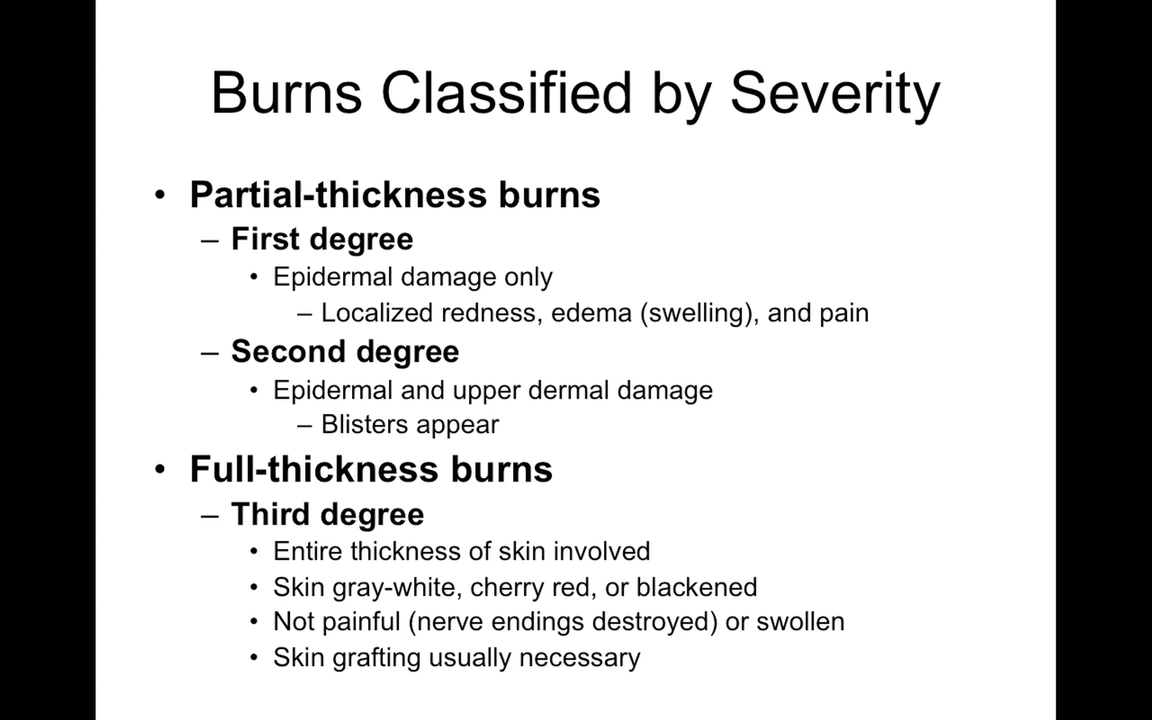 Burns Classified by Severity
• Partial-thickness burns
– First degree
• Epidermal damage only
– Localized redness, edema (swelling), and pain
– Second degree
• Epidermal and upper dermal damage
– Blisters appear
• Full-thickness burns
– Third degree
• Entire thickness of skin involved
• Skin gray-white, cherry red, or blackened
• Not painful (nerve endings destroyed) or swollen
• Skin grafting usually necessary